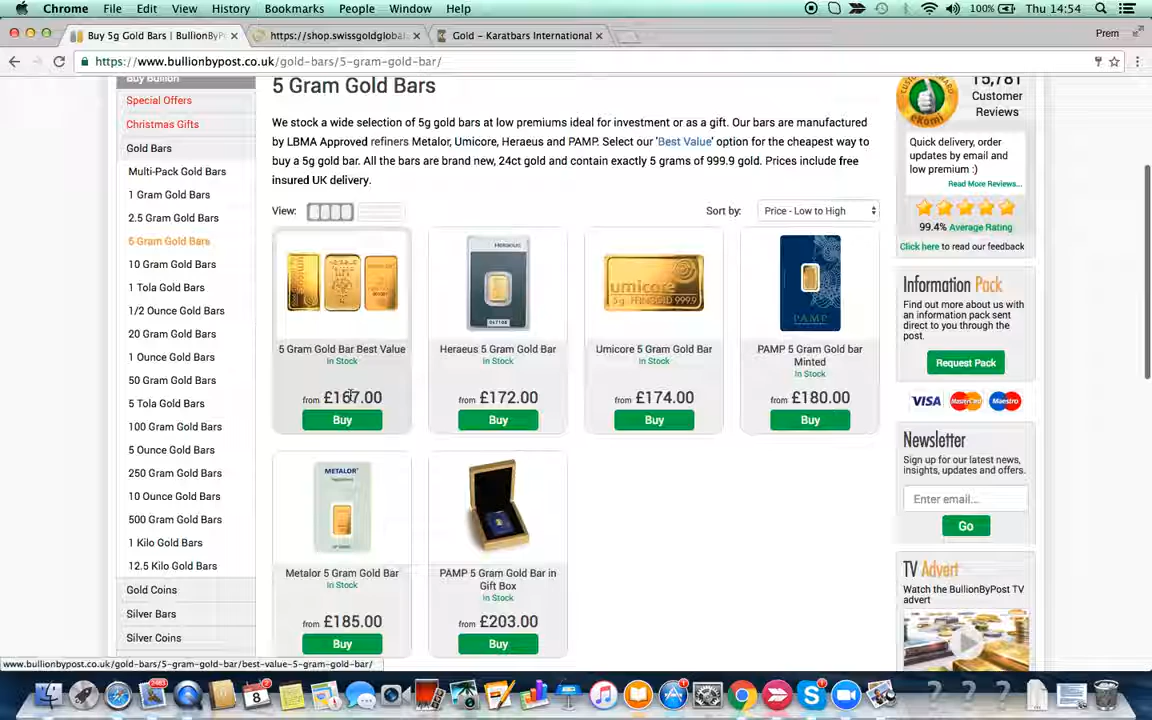 Chrome File Edit View History Bookmarks People Window Help 100% Thu 14:54
Buy 5g Gold Bars | BullionByP https://shop.swissgoldgloba Gold – Karatbars International Prem
https://www.bullionbypost.co.uk/gold-bars/5-gram-gold-bar/
Buy Bullion
Special Offers
Christmas Gifts
Gold Bars
Multi-Pack Gold Bars
1 Gram Gold Bars
2.5 Gram Gold Bars
5 Gram Gold Bars
10 Gram Gold Bars
1 Tola Gold Bars
1/2 Ounce Gold Bars
20 Gram Gold Bars
1 Ounce Gold Bars
50 Gram Gold Bars
5 Tola Gold Bars
100 Gram Gold Bars
5 Ounce Gold Bars
250 Gram Gold Bars
10 Ounce Gold Bars
500 Gram Gold Bars
1 Kilo Gold Bars
12.5 Kilo Gold Bars
Gold Coins
Silver Bars
Silver Coins
5 Gram Gold Bars
We stock a wide selection of 5g gold bars at low premiums ideal for investment or as a gift. Our bars are manufactured
by LBMA Approved refiners Metalor, Umicore, Heraeus and PAMP. Select our 'Best Value' option for the cheapest way to
buy a 5g gold bar. All the bars are brand new, 24ct gold and contain exactly 5 grams of 999.9 gold. Prices include free
insured UK delivery.
View:
Sort by: Price - Low to High
5 Gram Gold Bar Best Value
In Stock
from £167.00
Buy
Heraeus
Heraeus 5 Gram Gold Bar
In Stock
from £172.00
Buy
umicore
5g FEINGOLD 999.9
Umicore 5 Gram Gold Bar
In Stock
from £174.00
Buy
PAMP
PAMP 5 Gram Gold bar
Minted
In Stock
from £180.00
Buy
METALOR
Metalor 5 Gram Gold Bar
In Stock
from £185.00
Buy
PAMP 5 Gram Gold Bar in
Gift Box
In Stock
from £203.00
Buy
eKomi
15,781
Customer
Reviews
Quick delivery, order
updates by email and
low premium :)
Read More Reviews...
99.4% Average Rating
Click here to read our feedback
Information Pack
Find out more about us with
an information pack sent
direct to you through the
post.
Request Pack
VISA MasterCard Maestro
Newsletter
Sign up for our latest news,
insights, updates and offers.
Enter email...
Go
TV Advert
Watch the BullionByPost TV
advert
www.bullionbypost.co.uk/gold-bars/5-gram-gold-bar/best-value-5-gram-gold-bar/